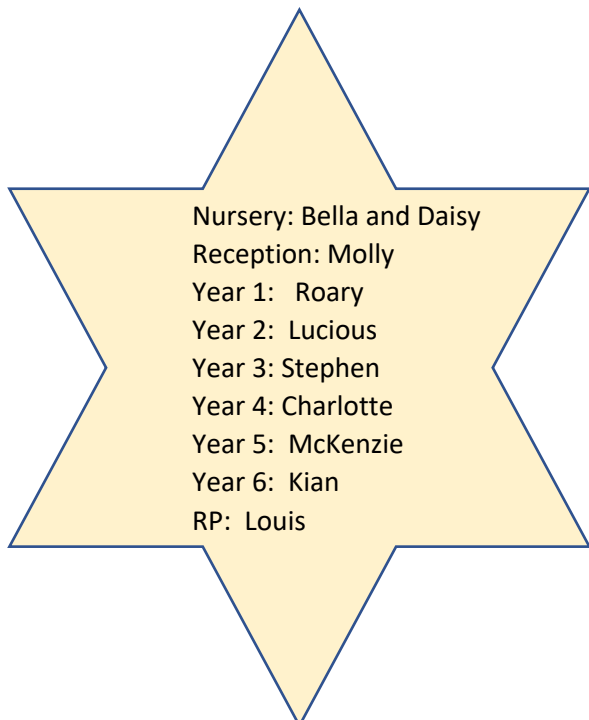 Nursery: Bella and Daisy
Reception: Molly
Year 1:   Roary
Year 2:  Lucious
Year 3: Stephen
Year 4: Charlotte
Year 5:  McKenzie
Year 6:  Kian
RP:  Louis